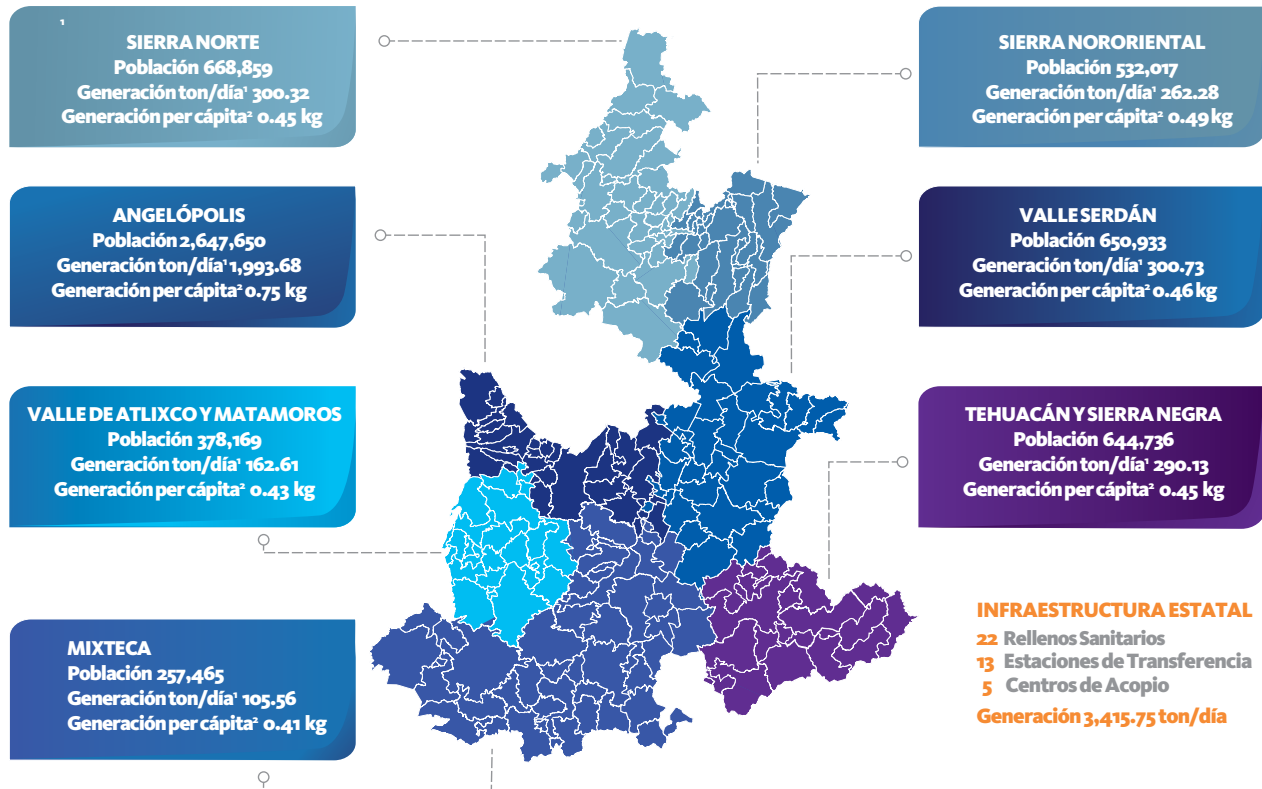 ¹
SIERRA NORTE
Población 668,859
Generación ton/día¹ 300.32
Generación per cápita² 0.45 kg
SIERRA NORORIENTAL
Población 532,017
Generación ton/día¹ 262.28
Generación per cápita² 0.49 kg
ANGELÓPOLIS
Población 2,647,650
Generación ton/día¹ 1,993.68
Generación per cápita² 0.75 kg
VALLE SERDÁN
Población 650,933
Generación ton/día¹ 300.73
Generación per cápita² 0.46 kg
VALLE DE ATLIXCO Y MATAMOROS
Población 378,169
Generación ton/día¹ 162.61
Generación per cápita² 0.43 kg
TEHUACÁN Y SIERRA NEGRA
Población 644,736
Generación ton/día¹ 290.13
Generación per cápita² 0.45 kg
MIXTECA
Población 257,465
Generación ton/día¹ 105.56
Generación per cápita² 0.41 kg
INFRAESTRUCTURA ESTATAL
22 Rellenos Sanitarios
13 Estaciones de Transferencia
5 Centros de Acopio
Generación 3,415.75 ton/día